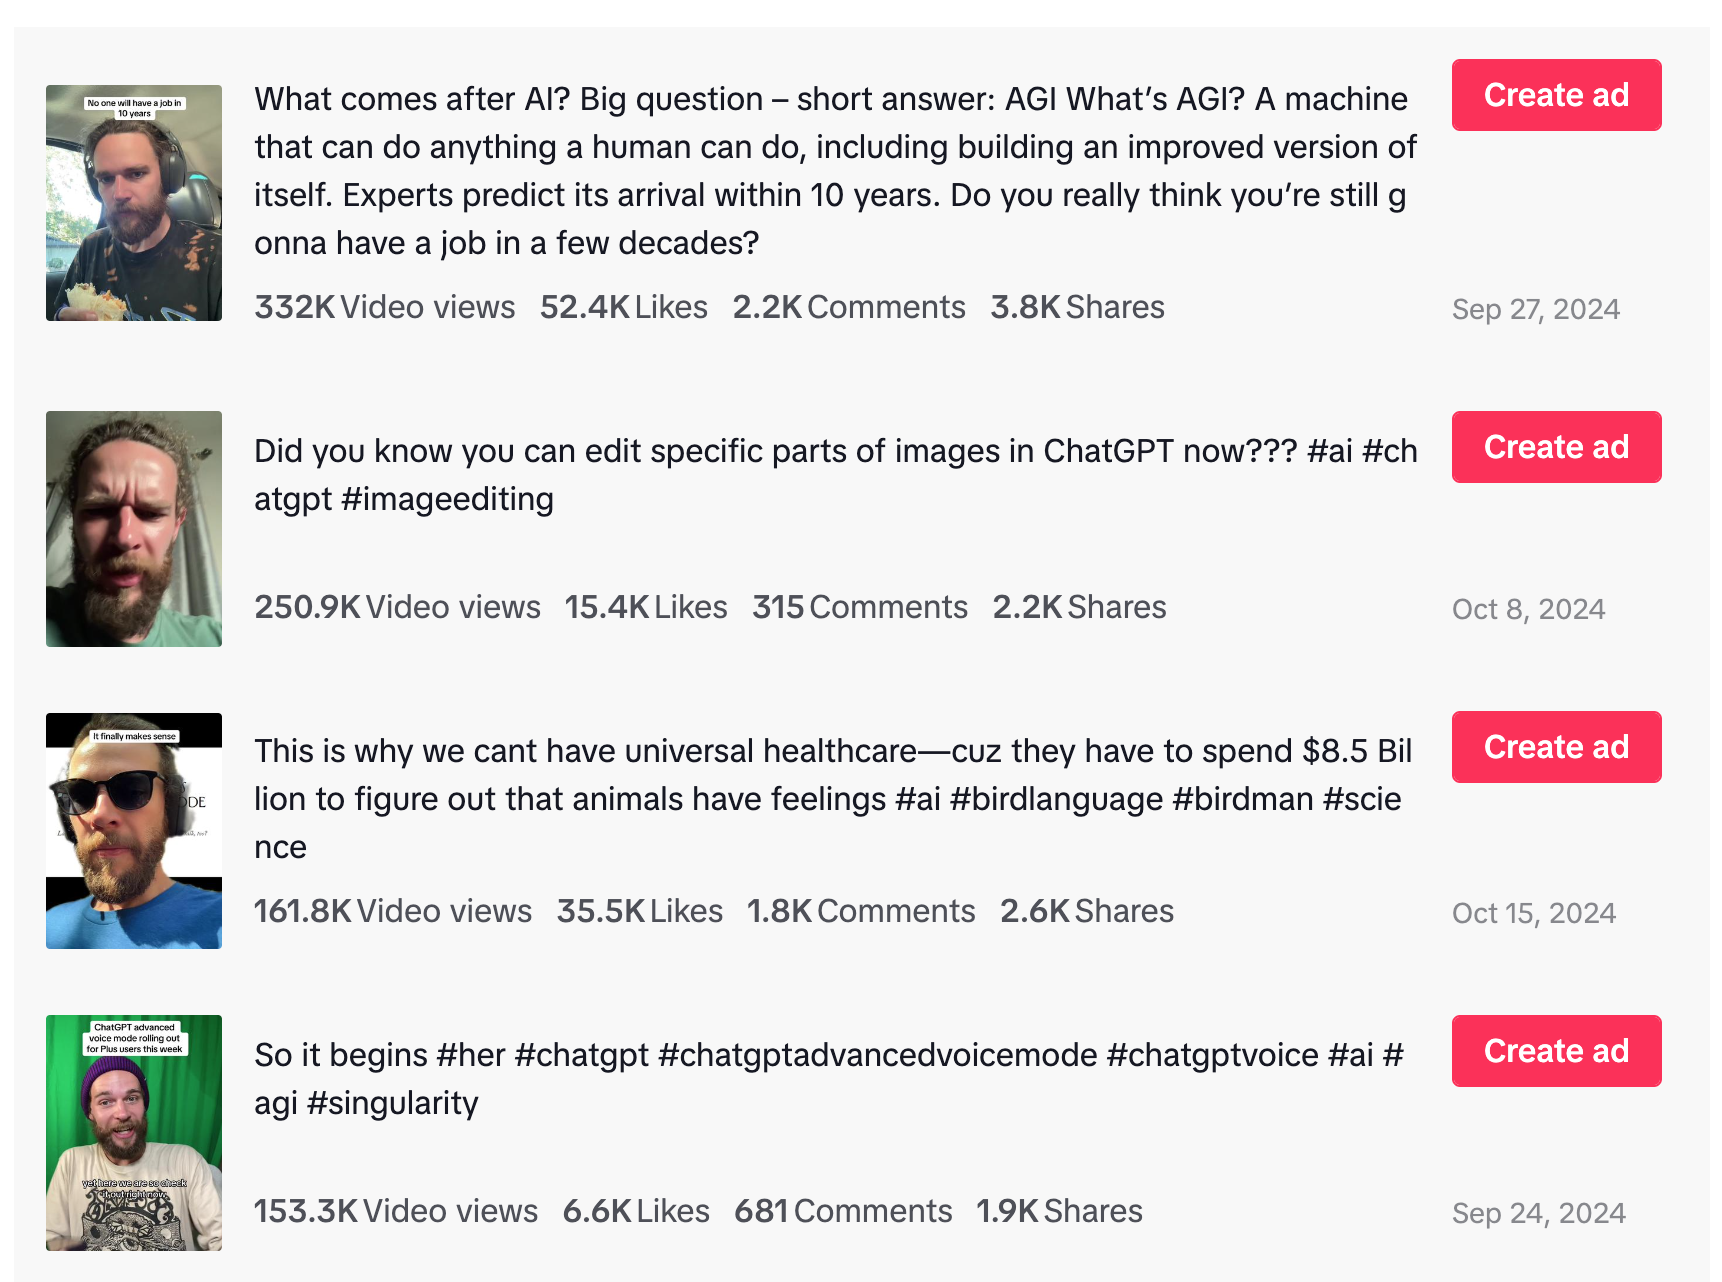 No one will have a job in
10 years
What comes after AI? Big question – short answer: AGI What’s AGI? A machine
that can do anything a human can do, including building an improved version of
itself. Experts predict its arrival within 10 years. Do you really think you’re still g
onna have a job in a few decades?
332K Video views 52.4K Likes 2.2K Comments 3.8K Shares
Create ad
Sep 27, 2024
Did you know you can edit specific parts of images in ChatGPT now??? #ai #ch
atgpt #imageediting
250.9K Video views 15.4K Likes 315 Comments 2.2K Shares
Create ad
Oct 8, 2024
It finally makes sense
ODE
This is why we cant have universal healthcare—cuz they have to spend $8.5 Bil
lion to figure out that animals have feelings #ai #birdlanguage #birdman #scie
nce
161.8K Video views 35.5K Likes 1.8K Comments 2.6K Shares
Create ad
Oct 15, 2024
ChatGPT advanced
voice mode rolling out
for Plus users this week
yet here we are so check
it out right now
So it begins #her #chatgpt #chatgptadvancedvoicemode #chatgptvoice #ai #
agi #singularity
153.3K Video views 6.6K Likes 681 Comments 1.9K Shares
Create ad
Sep 24, 2024